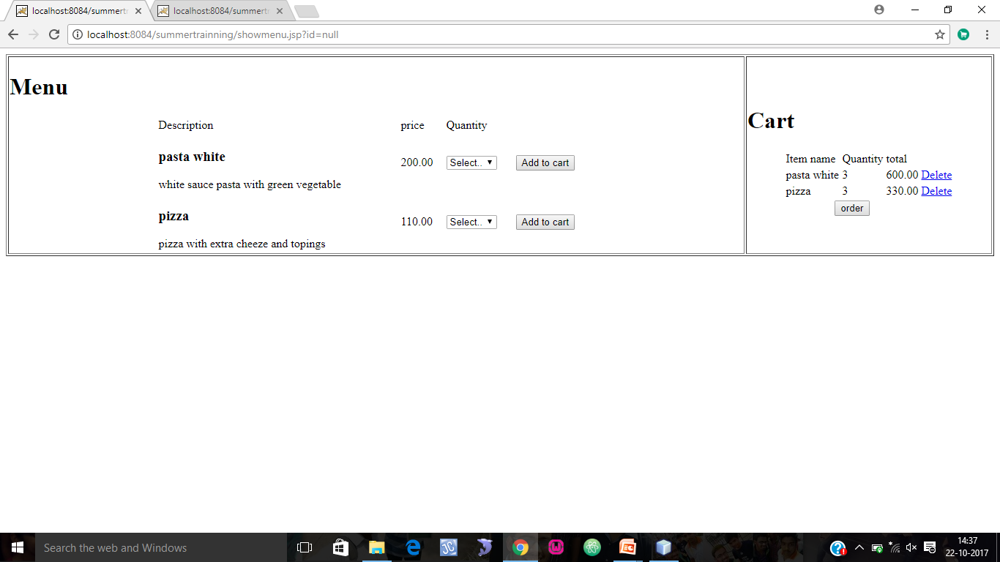 localhost:8084/summertr
localhost:8084/summertr
localhost:8084/summertrainning/showmenu.jsp?id=null
Menu
Description price Quantity
pasta white
200.00 Select.. Add to cart
white sauce pasta with green vegetable
pizza
110.00 Select.. Add to cart
pizza with extra cheeze and topings
Cart
Item name Quantity total
pasta white 3 600.00 Delete
pizza 3 330.00 Delete
order
Search the web and Windows
14:37
22-10-2017